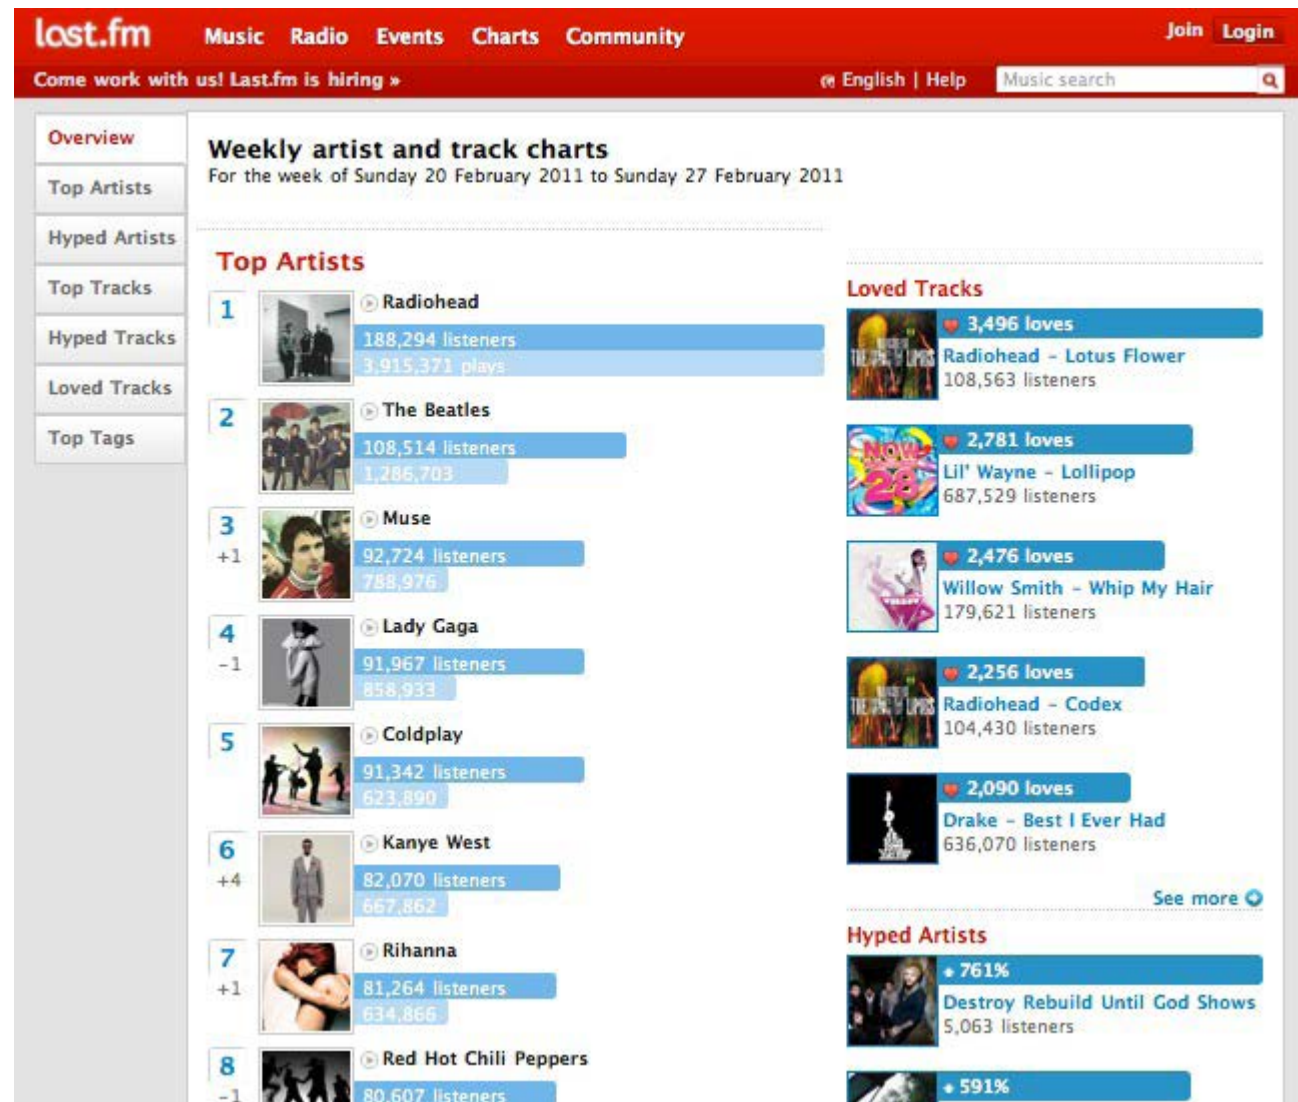 last.fm
Music Radio Events Charts Community
Join Login
Come work with us! Last.fm is hiring »
English | Help
Music search
Overview
Top Artists
Hyped Artists
Top Tracks
Hyped Tracks
Loved Tracks
Top Tags
Weekly artist and track charts
For the week of Sunday 20 February 2011 to Sunday 27 February 2011
Top Artists
1
Radiohead
188,294 listeners
3,915,371 plays
2
The Beatles
108,514 listeners
1,286,703
3
+1
Muse
92,724 listeners
788,976
4
-1
Lady Gaga
91,967 listeners
858,933
5
Coldplay
91,342 listeners
623,890
6
+4
Kanye West
82,070 listeners
667,862
7
+1
Rihanna
81,264 listeners
634,866
8
-1
Red Hot Chili Peppers
80,607 listeners
Loved Tracks
3,496 loves
Radiohead – Lotus Flower
108,563 listeners
NOW
28
2,781 loves
Lil' Wayne – Lollipop
687,529 listeners
2,476 loves
Willow Smith – Whip My Hair
179,621 listeners
2,256 loves
Radiohead – Codex
104,430 listeners
2,090 loves
Drake – Best I Ever Had
636,070 listeners
See more
Hyped Artists
761%
Destroy Rebuild Until God Shows
5,063 listeners
591%